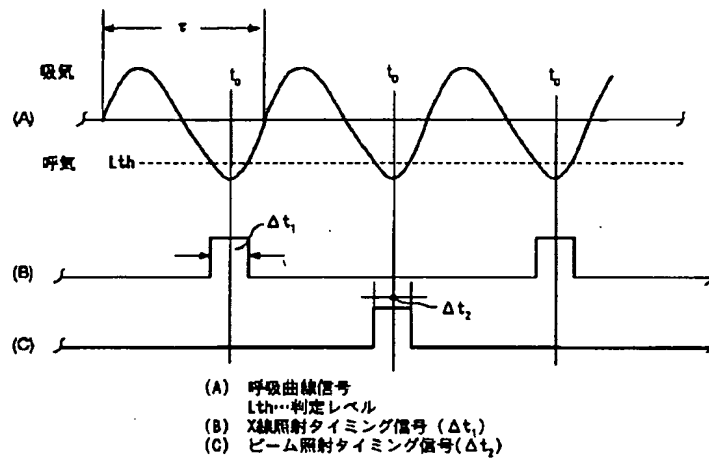 τ
吸気 t₀ t₀ t₀
(A)
呼気 Lth
Δt₁
(B)
Δt₂
(C)
(A) 呼吸曲線信号
Lth…判定レベル
(B) X線照射タイミング信号 (Δt₁)
(C) ビーム照射タイミング信号(Δt₂)